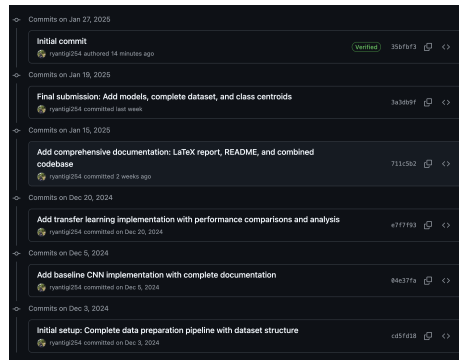 Commits on Jan 27, 2025
Initial commit
ryantigi254 authored 14 minutes ago
Verified
35bfbf3
Commits on Jan 19, 2025
Final submission: Add models, complete dataset, and class centroids
ryantigi254 committed last week
3a3db9f
Commits on Jan 15, 2025
Add comprehensive documentation: LaTeX report, README, and combined
codebase
ryantigi254 committed 2 weeks ago
711c5b2
Commits on Dec 20, 2024
Add transfer learning implementation with performance comparisons and analysis
ryantigi254 committed on Dec 20, 2024
e7f7f93
Commits on Dec 5, 2024
Add baseline CNN implementation with complete documentation
ryantigi254 committed on Dec 5, 2024
04e37fa
Commits on Dec 3, 2024
Initial setup: Complete data preparation pipeline with dataset structure
ryantigi254 committed on Dec 3, 2024
cd5fd18